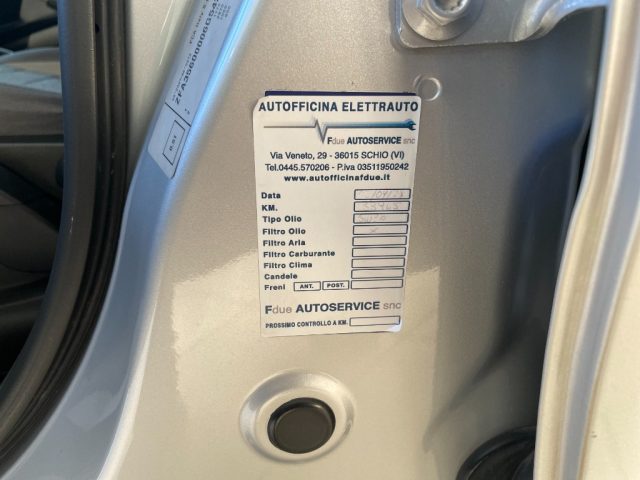 AUTOFFICINA ELETTRAUTO
Fdue AUTOSERVICE snc
Via Veneto, 29 - 36015 SCHIO (VI)
Tel.0445.570206 - P.iva 03511950242
www.autofficinafdue.it
Data
KM.
Tipo Olio
Filtro Olio
Filtro Aria
Filtro Carburante
Filtro Clima
Candele
Freni ANT. POST.
Fdue AUTOSERVICE snc
PROSSIMO CONTROLLO A KM.